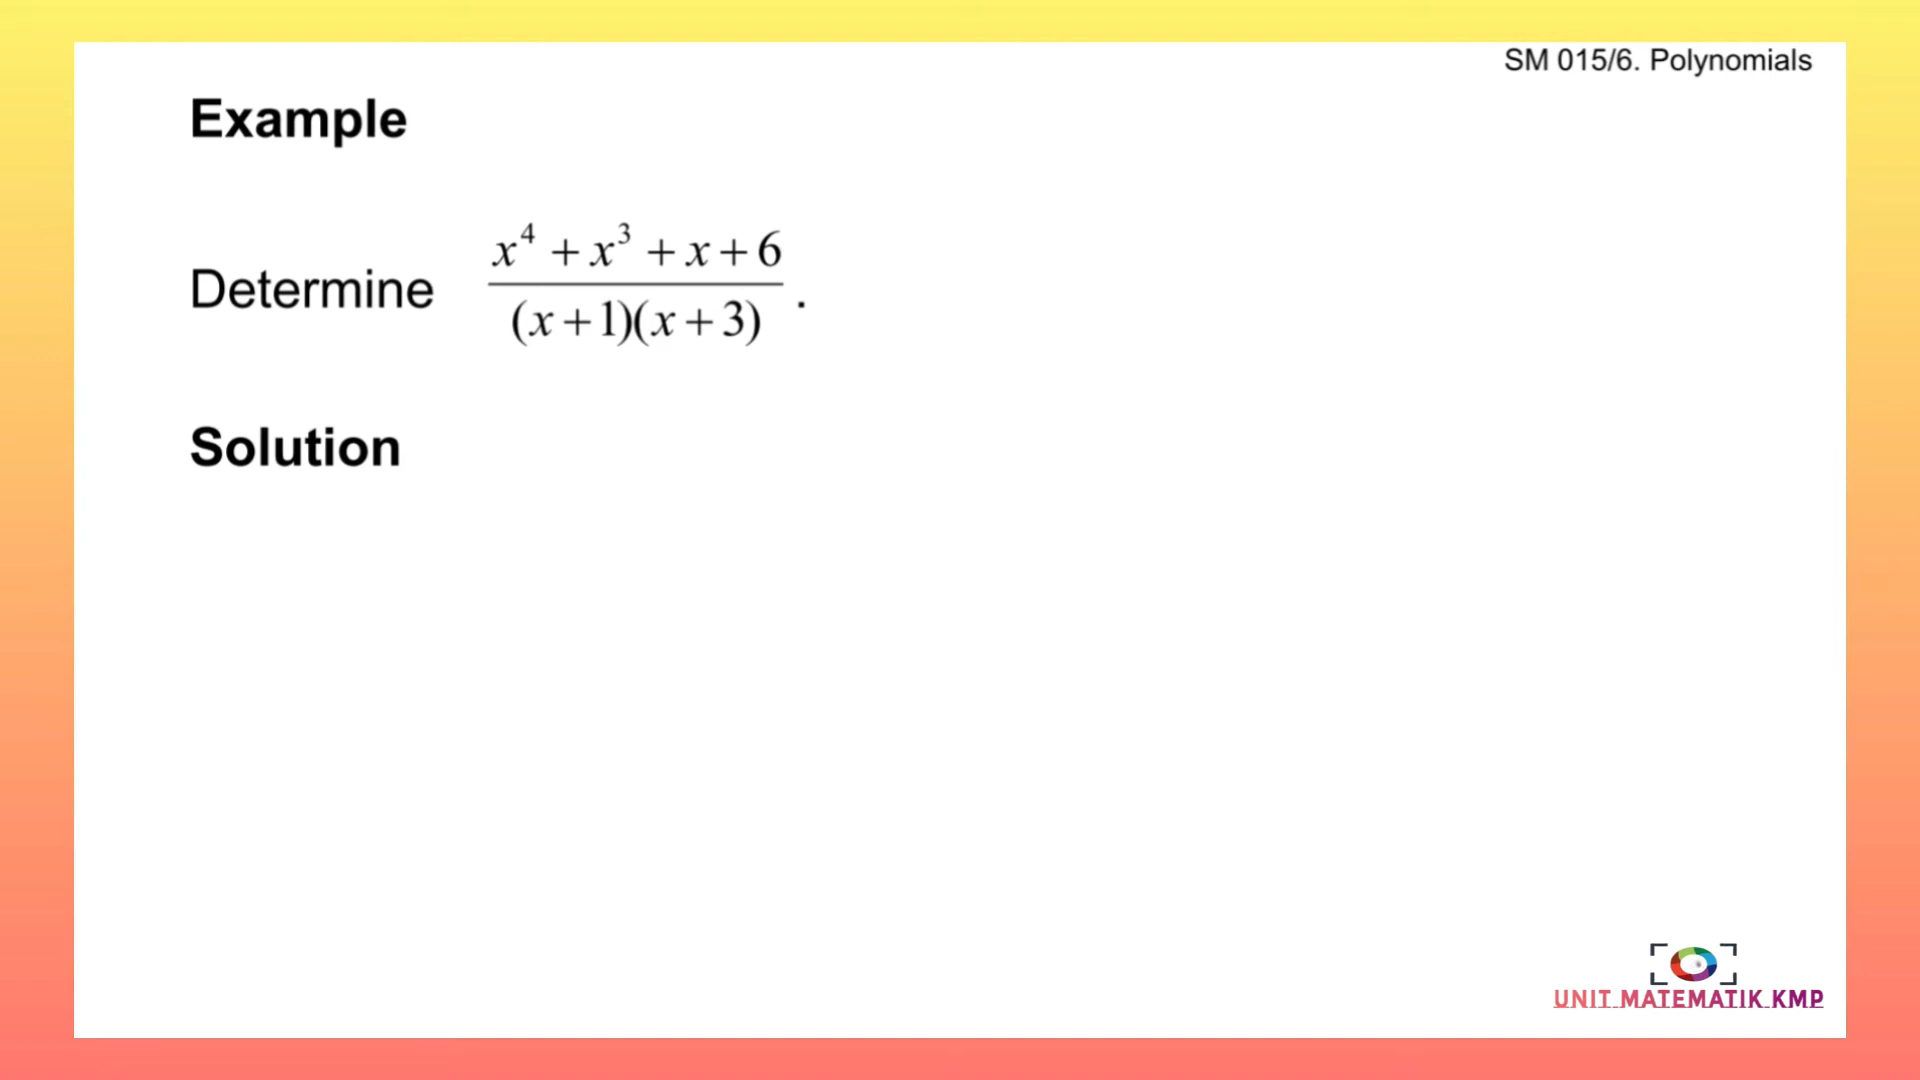 SM 015/6. Polynomials
Example
Determine (x⁴ + x³ + x + 6) / ((x + 1)(x + 3)) .
Solution
UNIT MATEMATIK KMP